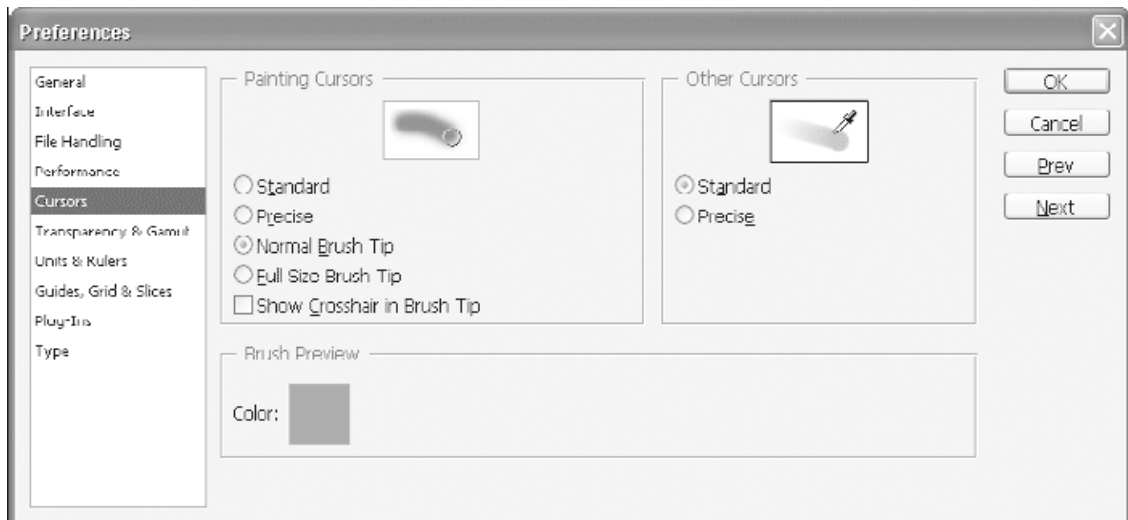 Preferences
General
Interface
File Handling
Performance
Cursors
Transparency & Gamut
Units & Rulers
Guides, Grid & Slices
Plug-Ins
Type
Painting Cursors
Standard
Precise
Normal Brush Tip
Full Size Brush Tip
Show Crosshair in Brush Tip
Other Cursors
Standard
Precise
Brush Preview
Color:
OK
Cancel
Prev
Next